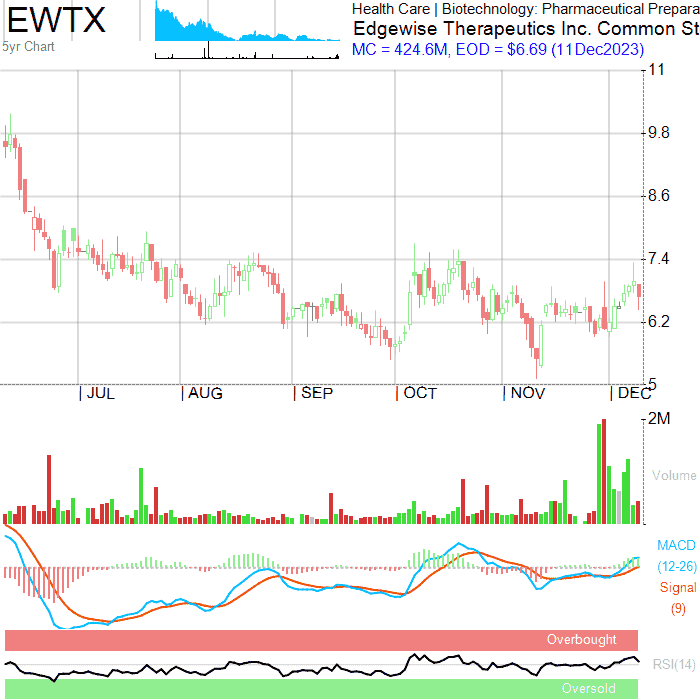 EWTX
5yr Chart
Health Care | Biotechnology: Pharmaceutical Prepara
Edgewise Therapeutics Inc. Common St
MC = 424.6M, EOD = $6.69 (11Dec2023)
11
9.8
8.6
7.4
6.2
5
JUL AUG SEP OCT NOV DEC
2M
Volume
MACD
(12-26)
Signal
(9)
Overbought
RSI(14)
Oversold